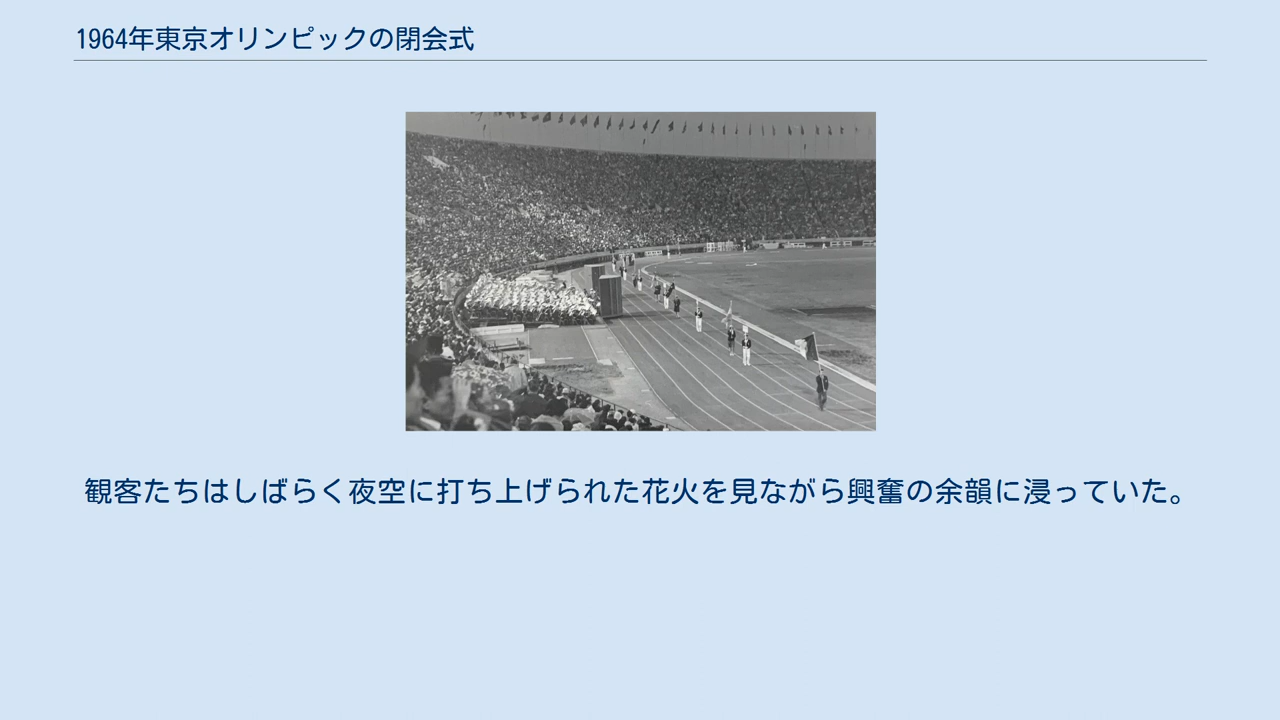 1964年東京オリンピックの閉会式
観客たちはしばらく夜空に打ち上げられた花火を見ながら興奮の余韻に浸っていた。